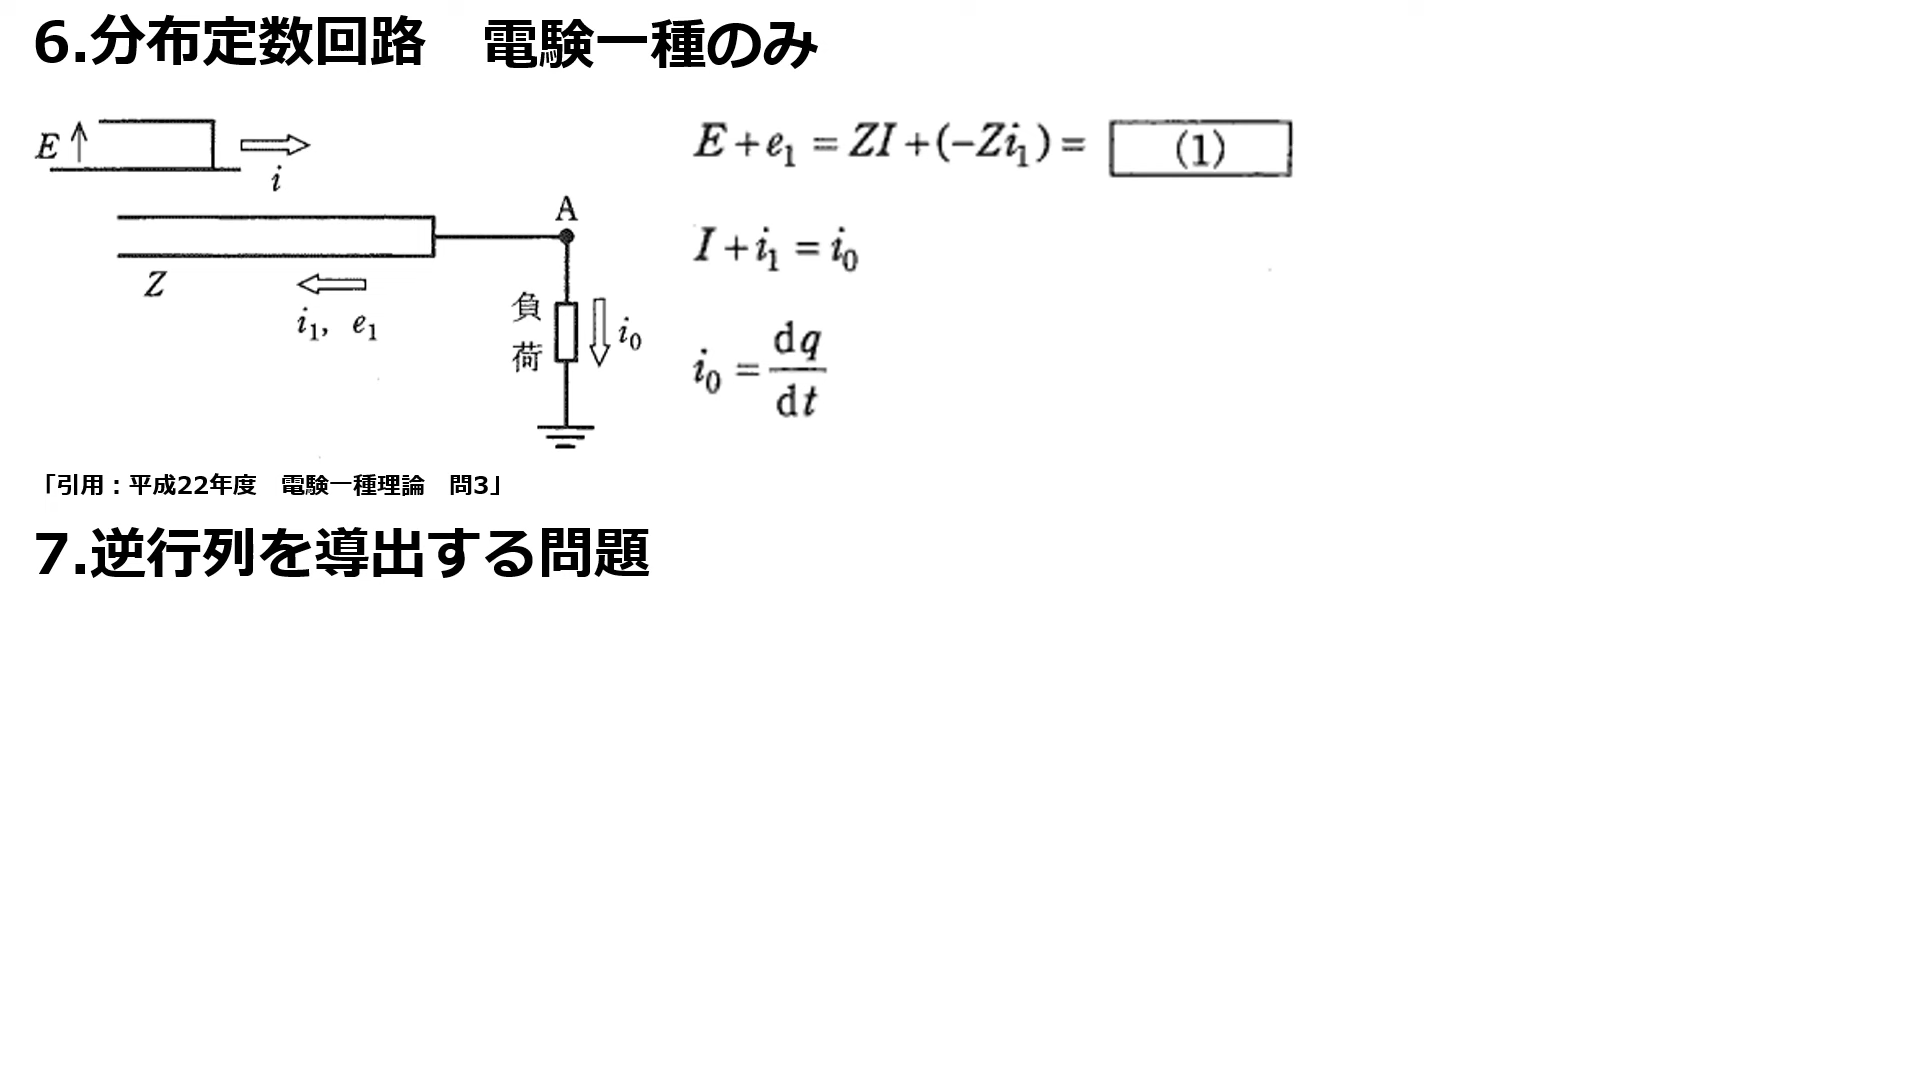 6.分布定数回路　電験一種のみ
E
i
A
Z
i₁, e₁
負荷
i₀
E + e₁ = ZI + (−Zi₁) = (1)
I + i₁ = i₀
i₀ = dq/dt
「引用：平成22年度　電験一種理論　問3」
7.逆行列を導出する問題